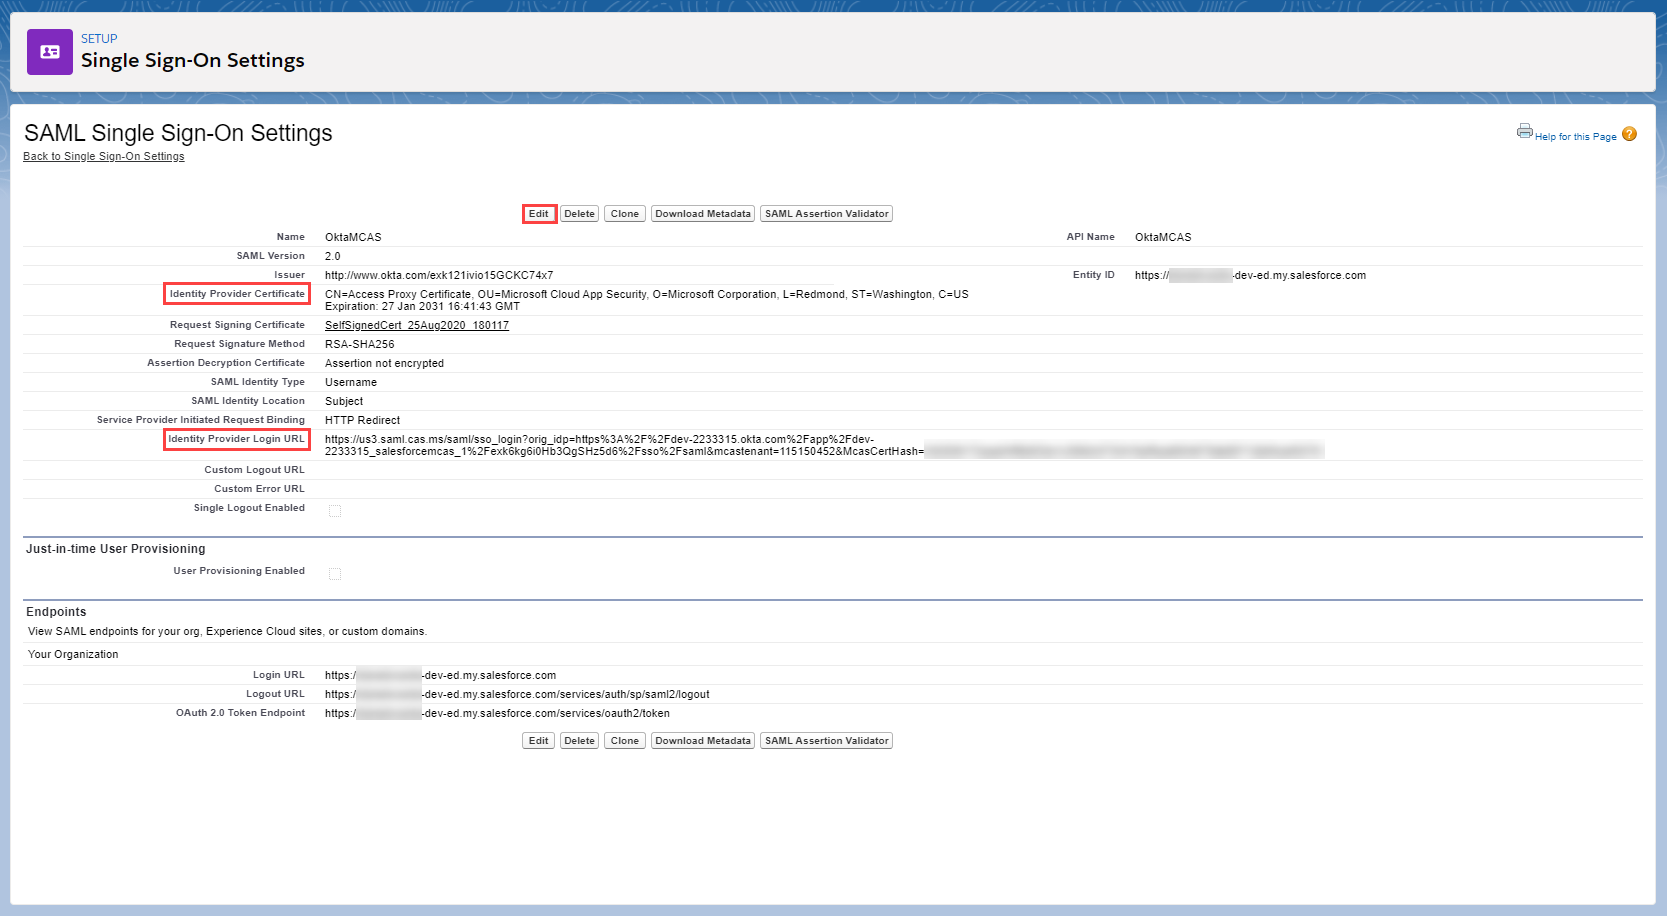 SETUP
Single Sign-On Settings
SAML Single Sign-On Settings
Back to Single Sign-On Settings
Help for this Page ?
Edit Delete Clone Download Metadata SAML Assertion Validator
Name OktaMCAS API Name OktaMCAS
SAML Version 2.0
Issuer http://www.okta.com/exk121ivio15GCKC74x7 Entity ID https:/ -dev-ed.my.salesforce.com
Identity Provider Certificate CN=Access Proxy Certificate, OU=Microsoft Cloud App Security, O=Microsoft Corporation, L=Redmond, ST=Washington, C=US
Expiration: 27 Jan 2031 16:41:43 GMT
Request Signing Certificate SelfSignedCert_25Aug2020_180117
Request Signature Method RSA-SHA256
Assertion Decryption Certificate Assertion not encrypted
SAML Identity Type Username
SAML Identity Location Subject
Service Provider Initiated Request Binding HTTP Redirect
Identity Provider Login URL https://us3.saml.cas.ms/saml/sso_login?orig_idp=https%3A%2F%2Fdev-2233315.okta.com%2Fapp%2Fdev-
2233315_salesforcemcas_1%2Fexk6kg6i0Hb3QgSHz5d6%2Fsso%2Fsaml&mcastenant=115150452&McasCertHash=
Custom Logout URL
Custom Error URL
Single Logout Enabled
Just-in-time User Provisioning
User Provisioning Enabled
Endpoints
View SAML endpoints for your org, Experience Cloud sites, or custom domains.
Your Organization
Login URL https:/ -dev-ed.my.salesforce.com
Logout URL https:/ -dev-ed.my.salesforce.com/services/auth/sp/saml2/logout
OAuth 2.0 Token Endpoint https:/ -dev-ed.my.salesforce.com/services/oauth2/token
Edit Delete Clone Download Metadata SAML Assertion Validator